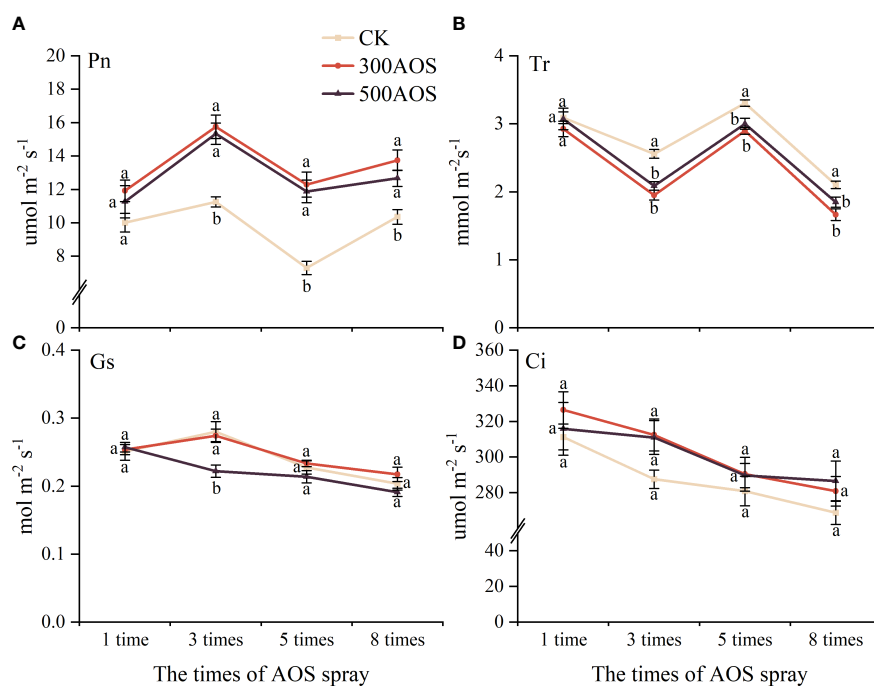 A
Pn
CK
300AOS
500AOS
20
18
16
14
12
10
8
0
umol m⁻² s⁻¹
a
a
a
a
a
a
a
a
a
b
b
b
B
Tr
4
3
2
1
0
mmol m⁻²s⁻¹
a
a
a
a
b
b
a
b
b
a
b
b
C
Gs
0.4
0.3
0.2
0.1
0.0
mol m⁻² s⁻¹
a
a
a
a
a
b
a
a
a
a
a
a
1 time
3 times
5 times
8 times
The times of AOS spray
D
Ci
360
340
320
300
280
40
20
0
umol m⁻² s⁻¹
a
a
a
a
a
a
a
a
a
a
a
a
1 time
3 times
5 times
8 times
The times of AOS spray